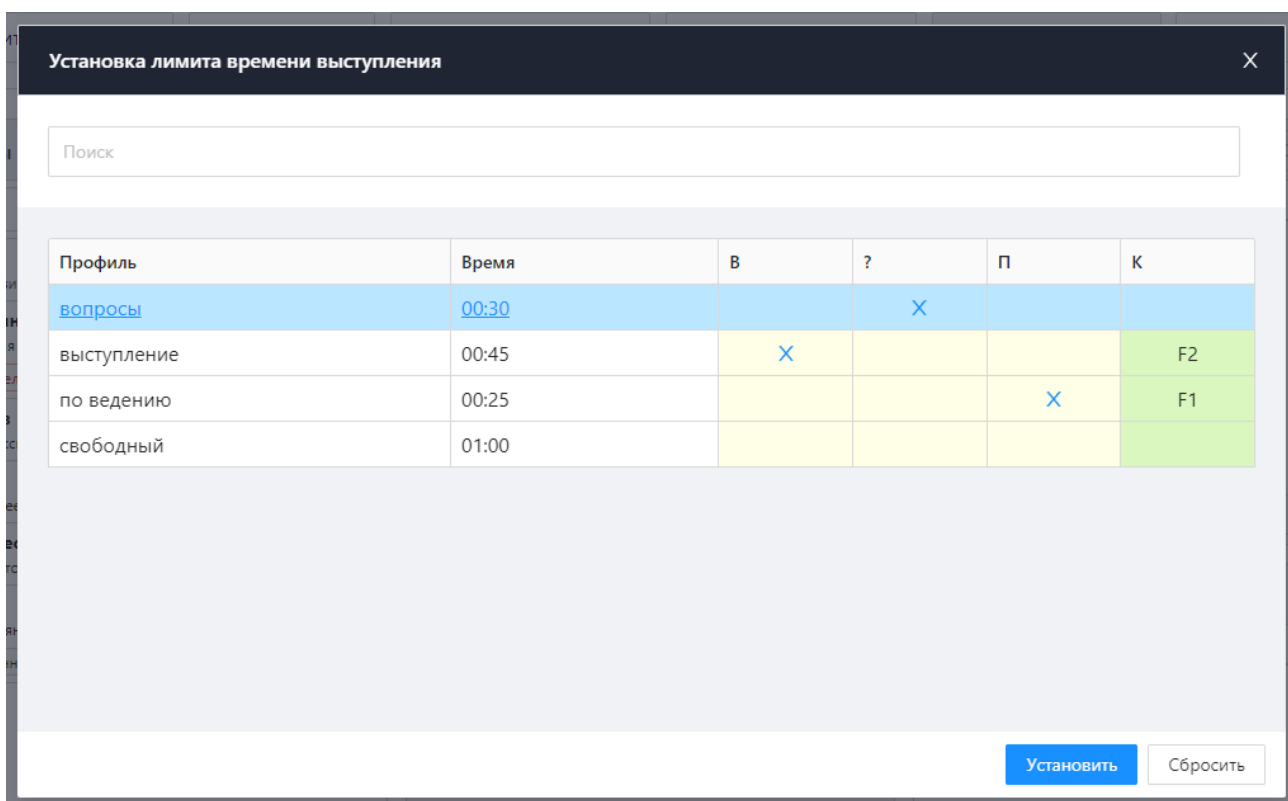 Установка лимита времени выступления
Поиск
Профиль Время В ? П К
вопросы 00:30 X
выступление 00:45 X F2
по ведению 00:25 X F1
свободный 01:00
Установить Сбросить